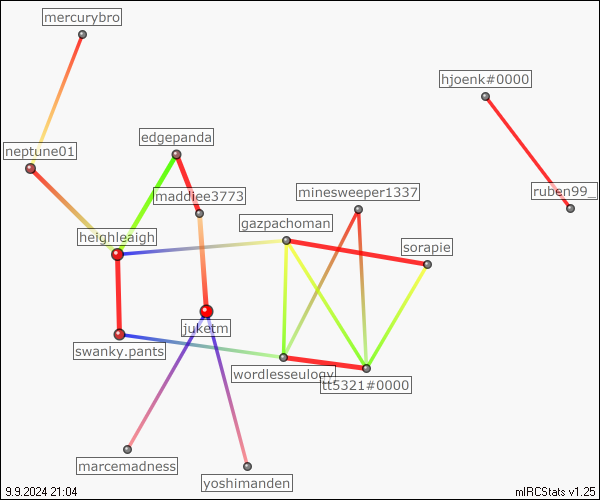 mercurybro
hjoenk#0000
edgepanda
neptune01
maddiee3773
minesweeper1337
ruben99_
gazpachoman
heighleaigh
sorapie
juketm
swanky.pants
wordlesseulogy
tt5321#0000
marcemadness
yoshimanden
9.9.2024 21:04
mIRCStats v1.25